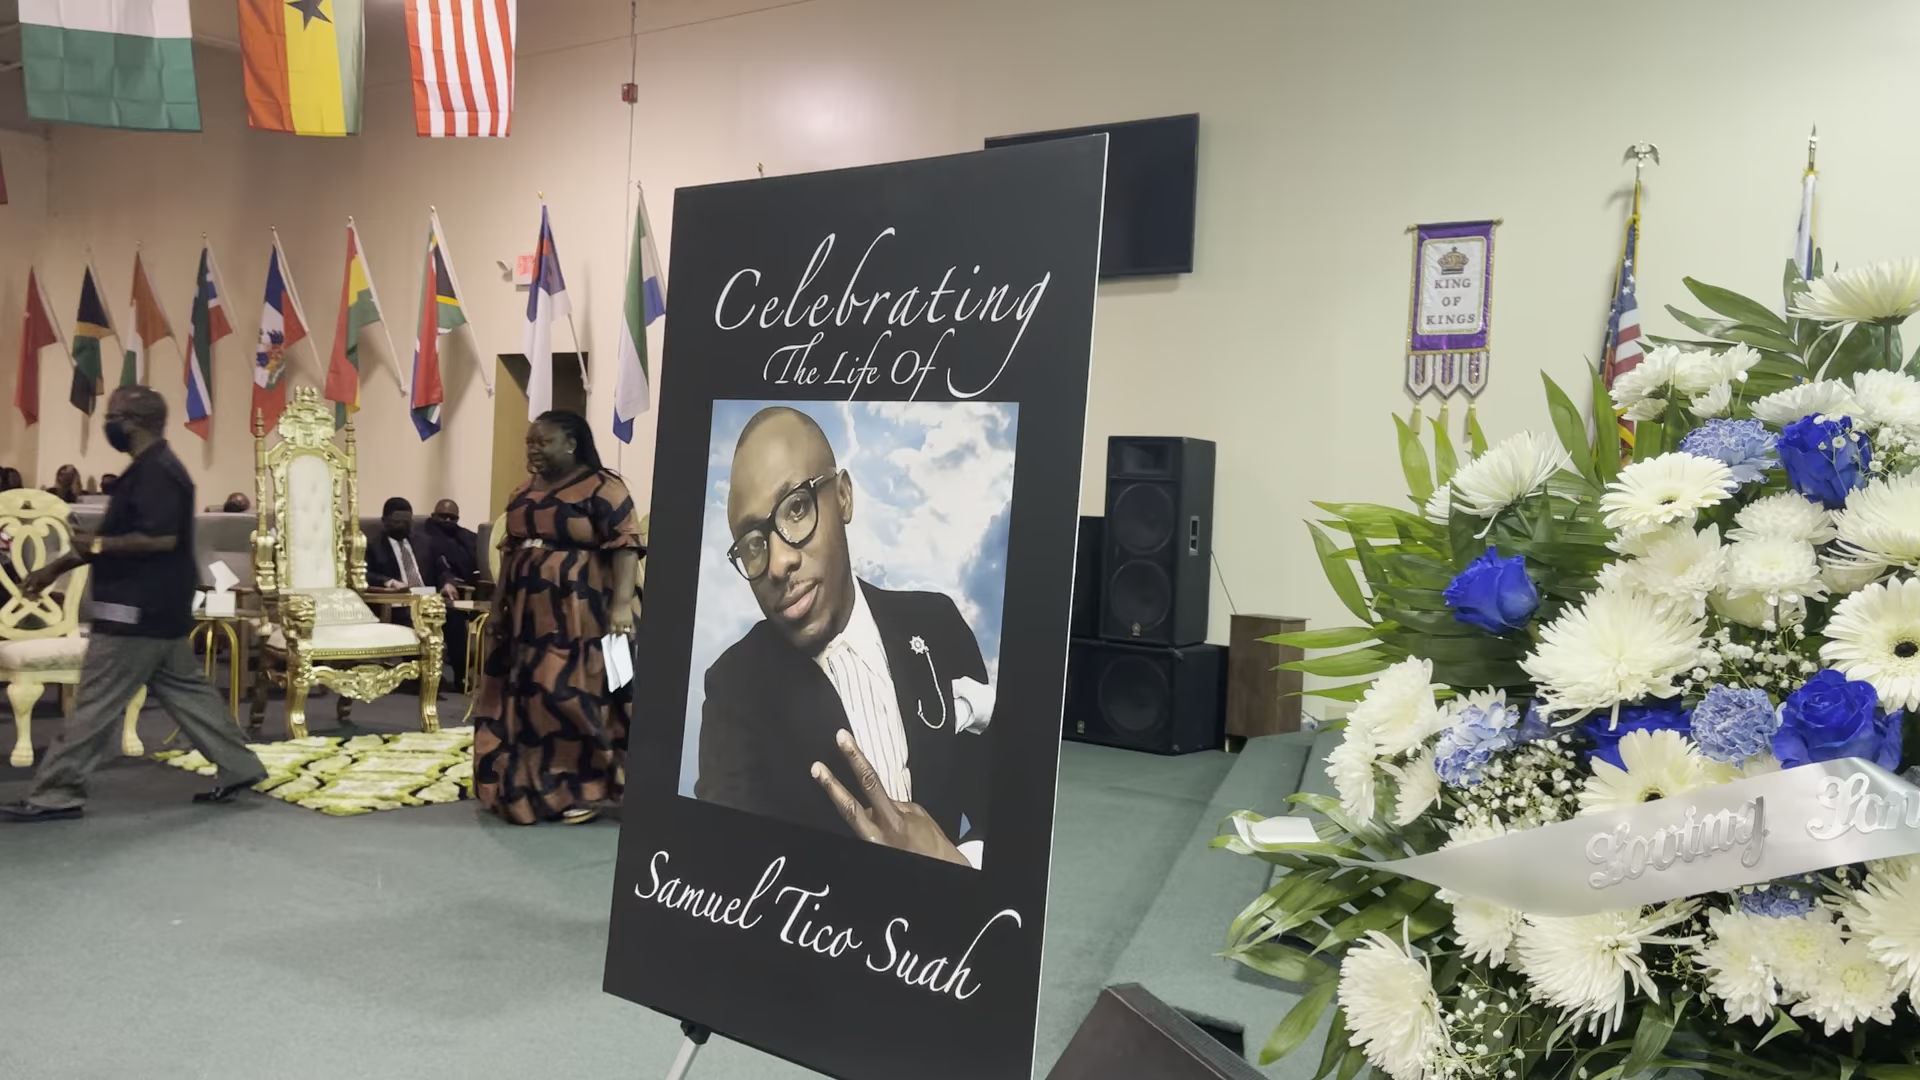 Celebrating
The Life Of
Samuel Tico Suah
KING
OF
KINGS
Loving